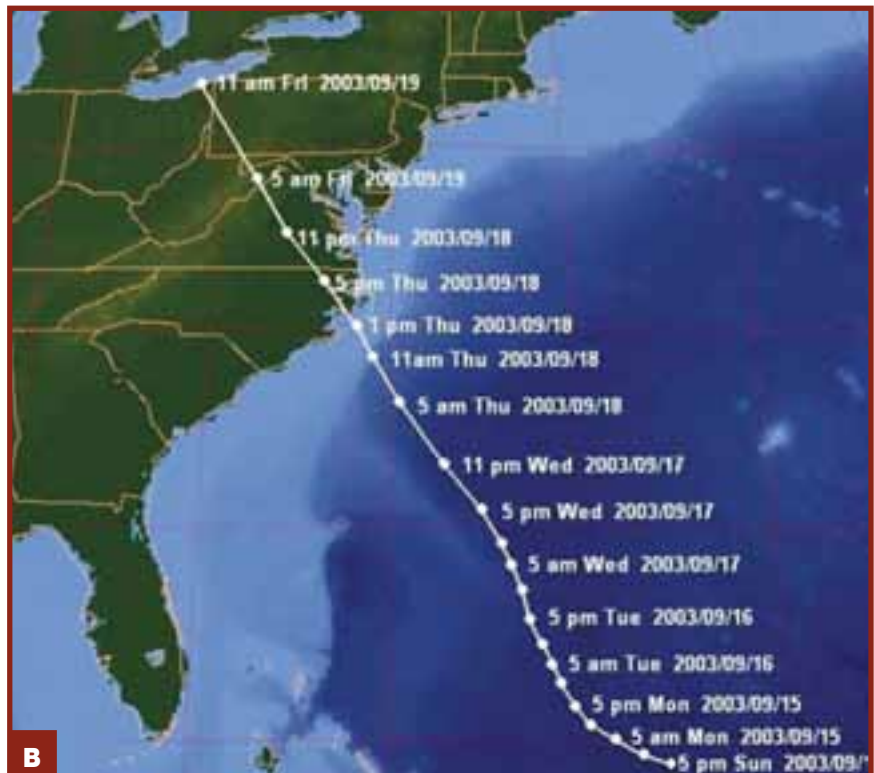 11 am Fri 2003/09/19
5 am Fri 2003/09/19
11 pm Thu 2003/09/18
5 pm Thu 2003/09/18
1 pm Thu 2003/09/18
11am Thu 2003/09/18
5 am Thu 2003/09/18
11 pm Wed 2003/09/17
5 pm Wed 2003/09/17
5 am Wed 2003/09/17
5 pm Tue 2003/09/16
5 am Tue 2003/09/16
5 pm Mon 2003/09/15
5 am Mon 2003/09/15
5 pm Sun 2003/09/
B